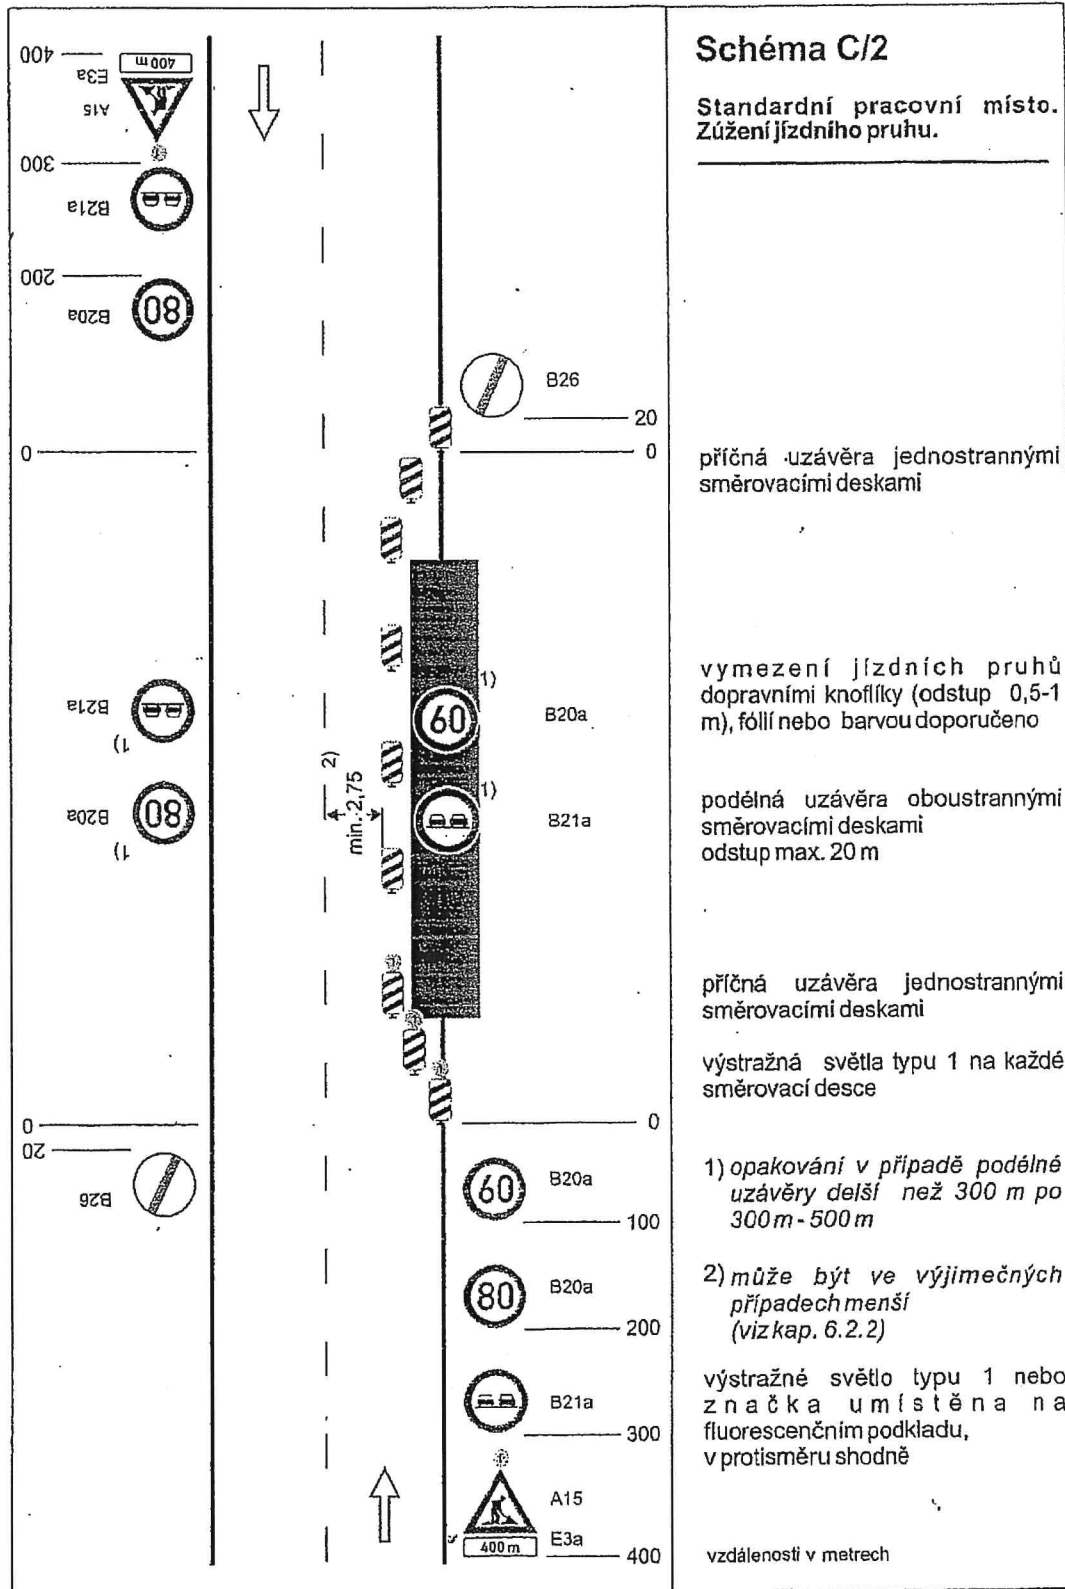 Schéma C/2
Standardní pracovní místo.
Zúžení jízdního pruhu.
400
400 m
E3a
A15
300
B21a
200
80
B20a
B26
20
0
0
příčná uzávěra jednostrannými
směrovacími deskami
1)
60
B20a
B21a
1)
vymezení jízdních pruhů
dopravními knoflíky (odstup 0,5-1
m), fólií nebo barvou doporučeno
2)
min. 2,75
1)
B21a
80
B20a
1)
podélná uzávěra oboustrannými
směrovacími deskami
odstup max. 20 m
příčná uzávěra jednostrannými
směrovacími deskami
výstražná světla typu 1 na každé
směrovací desce
0
20
B26
0
60
B20a
100
80
B20a
200
B21a
300
A15
400 m
E3a
400
1) opakování v případě podélné
uzávěry delší než 300 m po
300m - 500m
2) může být ve výjimečných
případech menší
(viz kap. 6.2.2)
výstražné světlo typu 1 nebo
značka umístěna na
fluorescenčním podkladu,
v protisměru shodně
vzdálenosti v metrech